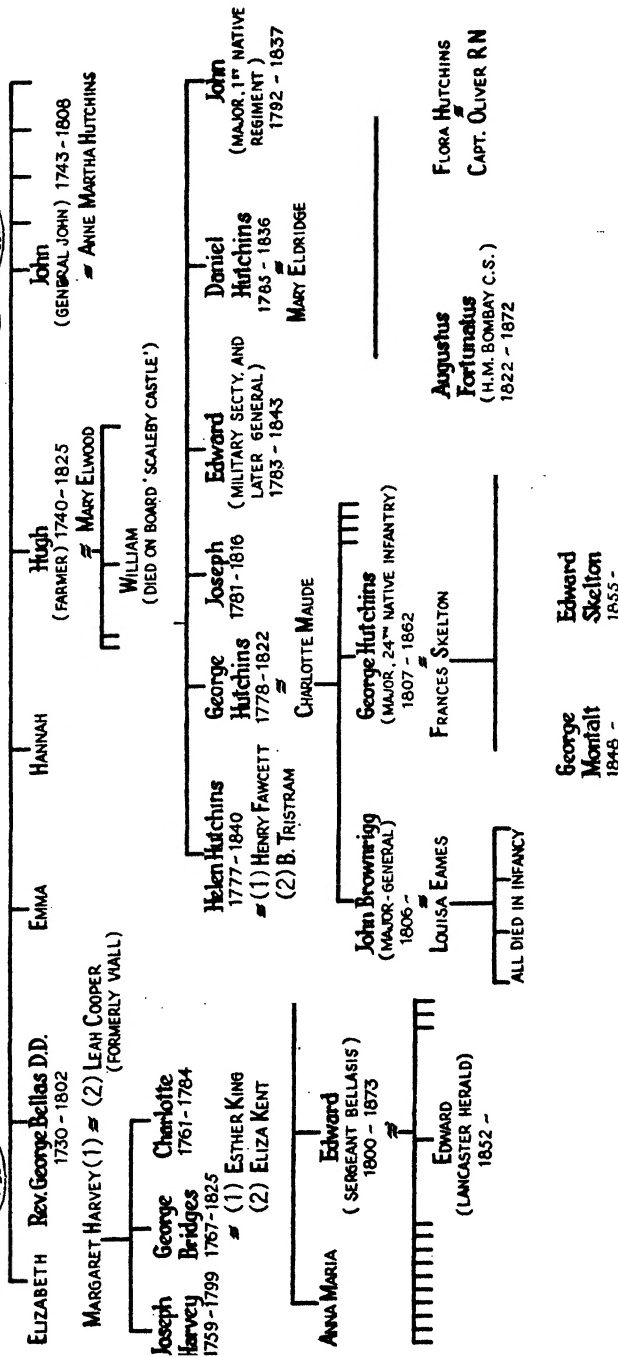 ELIZABETH
Rev. George Bellas D.D.
1730 - 1802
EMMA
HANNAH
Hugh
(FARMER) 1740-1825
≠ MARY ELWOOD
John
(GENERAL JOHN) 1743-1808
≠ ANNE MARTHA HUTCHINS
MARGARET HARVEY (1) ≠ (2) LEAH COOPER
(FORMERLY VIALL)
WILLIAM
(DIED ON BOARD 'SCALEBY CASTLE')
Joseph
Harvey
1759-1799
George
Bridges
1767-1825
≠ (1) ESTHER KING
(2) ELIZA KENT
Charlotte
1761-1784
Helen Hutchins
1777-1840
≠ (1) HENRY FAWCETT
(2) B. TRISTRAM
George
Hutchins
1778-1822
≠
CHARLOTTE MAUDE
Joseph
1781-1816
Edward
(MILITARY SECTY. AND
LATER GENERAL)
1783-1843
Daniel
Hutchins
1785-1836
≠
MARY ELDRIDGE
John
(MAJOR, 1ST NATIVE
REGIMENT)
1792 - 1837
ANNA MARIA
Edward
(SERGEANT BELLASIS)
1800 - 1873
≠
John Brownrigg
(MAJOR-GENERAL)
1806 -
≠
LOUISA EAMES
George Hutchins
(MAJOR, 24TH NATIVE INFANTRY)
1807 - 1862
≠
FRANCES SKELTON
Augustus
Fortunatus
(H.M. BOMBAY C.S.)
1822 - 1872
FLORA HUTCHINS
≠
CAPT. OLIVER RN
EDWARD
(LANCASTER HERALD)
1852 -
ALL DIED IN INFANCY
George
Montalt
1848 -
Edward
Skelton
1855 -